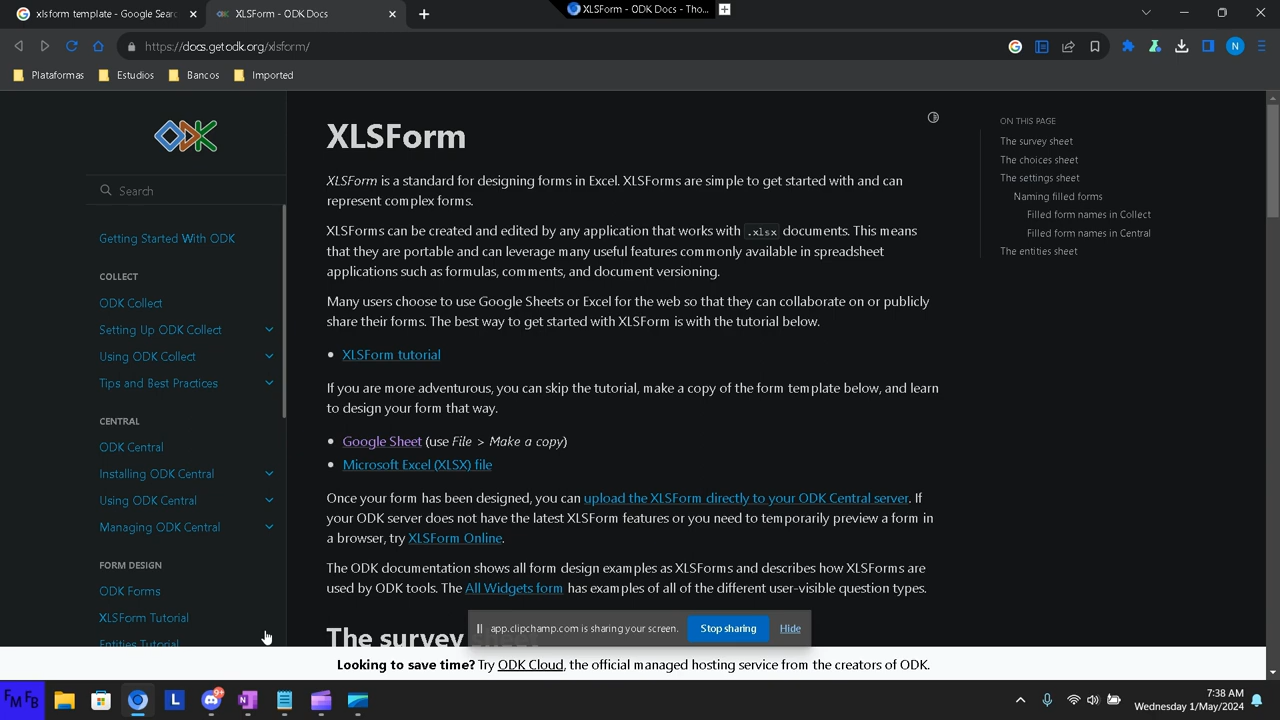 xlsform template - Google Searc
XLSForm - ODK Docs
XLSForm - ODK Docs - Tho...
https://docs.getodk.org/xlsform/
N
Plataformas
Estudios
Bancos
Imported
ODK
Search
Getting Started With ODK
COLLECT
ODK Collect
Setting Up ODK Collect
Using ODK Collect
Tips and Best Practices
CENTRAL
ODK Central
Installing ODK Central
Using ODK Central
Managing ODK Central
FORM DESIGN
ODK Forms
XLSForm Tutorial
Entities Tutorial
XLSForm
XLSForm is a standard for designing forms in Excel. XLSForms are simple to get started with and can
represent complex forms.
XLSForms can be created and edited by any application that works with .xlsx documents. This means
that they are portable and can leverage many useful features commonly available in spreadsheet
applications such as formulas, comments, and document versioning.
Many users choose to use Google Sheets or Excel for the web so that they can collaborate on or publicly
share their forms. The best way to get started with XLSForm is with the tutorial below.
• XLSForm tutorial
If you are more adventurous, you can skip the tutorial, make a copy of the form template below, and learn
to design your form that way.
• Google Sheet (use File > Make a copy)
• Microsoft Excel (XLSX) file
Once your form has been designed, you can upload the XLSForm directly to your ODK Central server. If
your ODK server does not have the latest XLSForm features or you need to temporarily preview a form in
a browser, try XLSForm Online.
The ODK documentation shows all form design examples as XLSForms and describes how XLSForms are
used by ODK tools. The All Widgets form has examples of all of the different user-visible question types.
The survey
ON THIS PAGE
The survey sheet
The choices sheet
The settings sheet
Naming filled forms
Filled form names in Collect
Filled form names in Central
The entities sheet
app.clipchamp.com is sharing your screen.
Stop sharing
Hide
Looking to save time? Try ODK Cloud, the official managed hosting service from the creators of ODK.
FM FB
L
9+
N
7:38 AM
Wednesday 1/May/2024